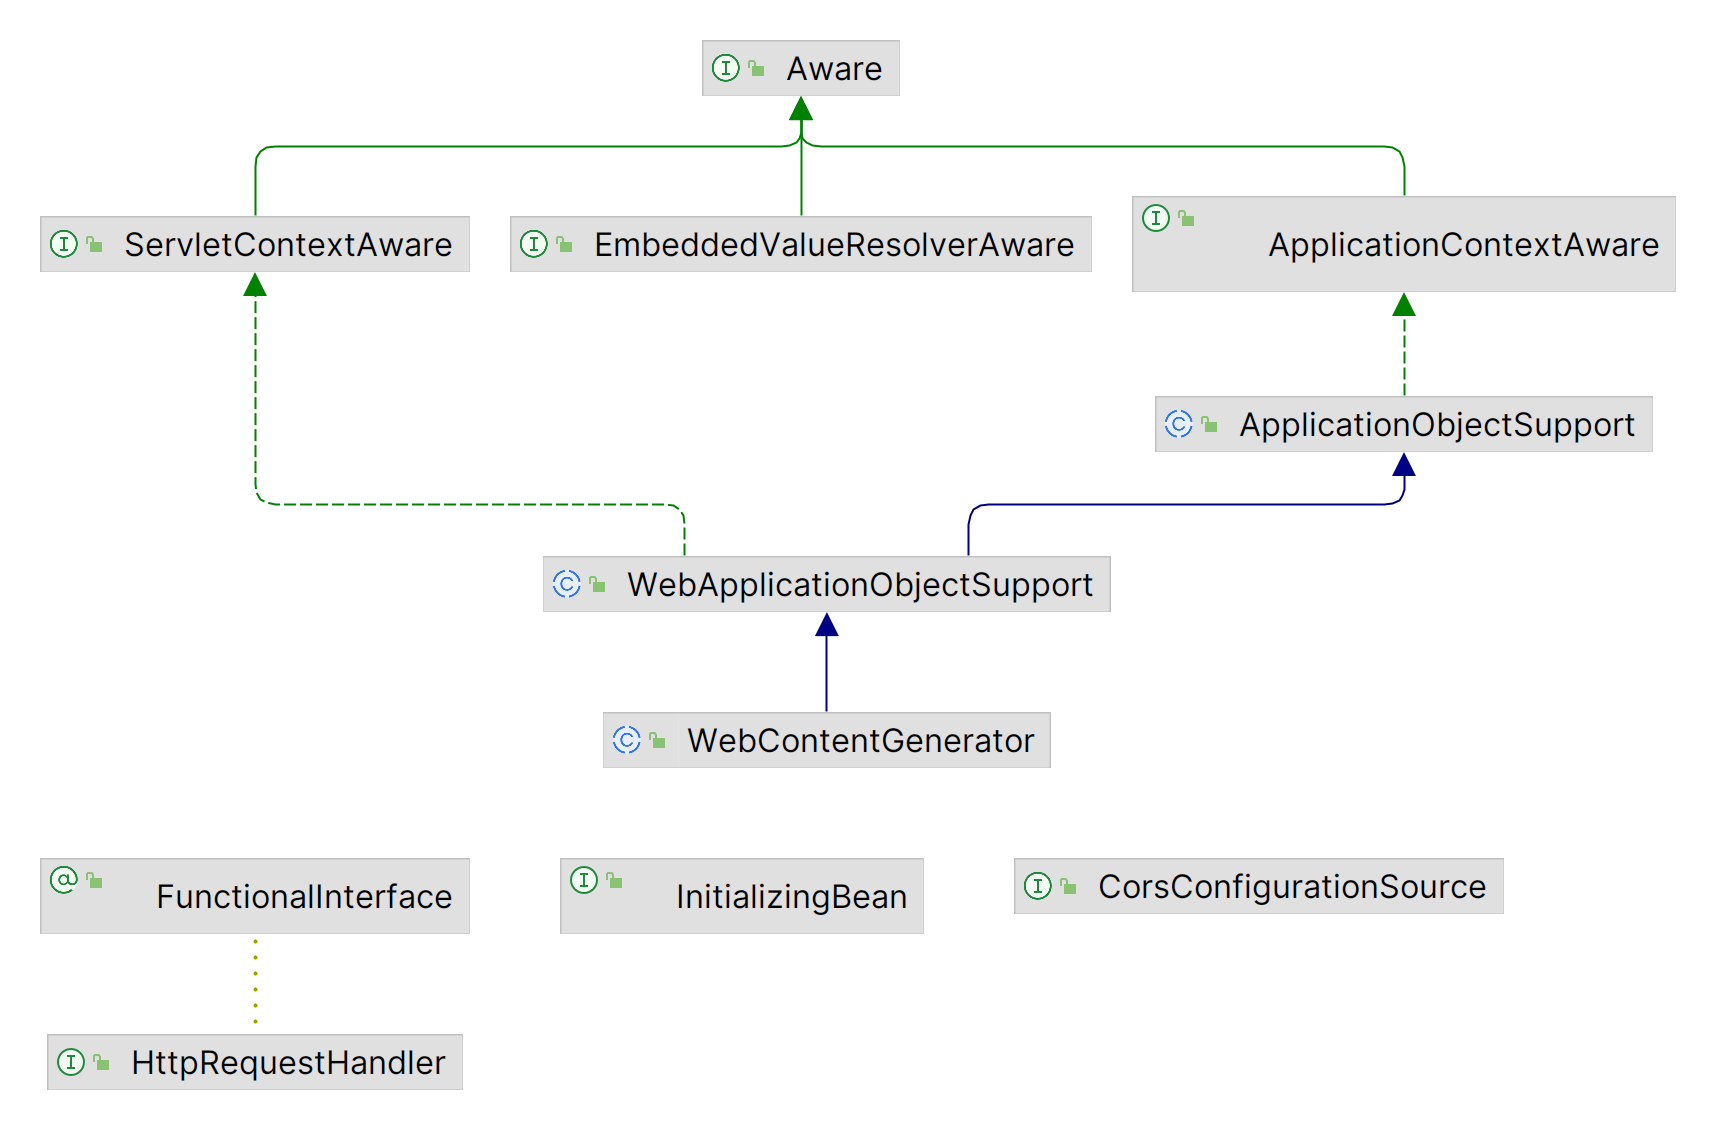 Aware
ServletContextAware
EmbeddedValueResolverAware
ApplicationContextAware
ApplicationObjectSupport
WebApplicationObjectSupport
WebContentGenerator
FunctionalInterface
InitializingBean
CorsConfigurationSource
HttpRequestHandler